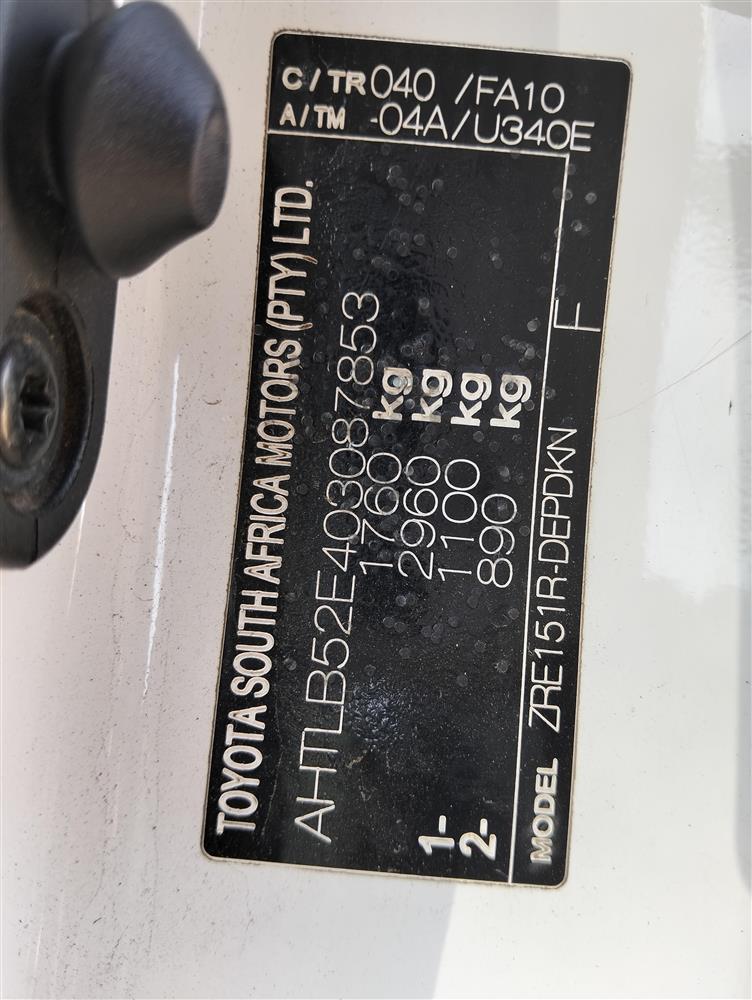 TOYOTA SOUTH AFRICA MOTORS (PTY) LTD.
AHTLB52E403087853
1760 kg
2960 kg
1- 1100 kg
2- 890 kg
MODEL ZRE151R-DEPDKN F
C/TR 040 /FA10
A/TM -04A/U340E